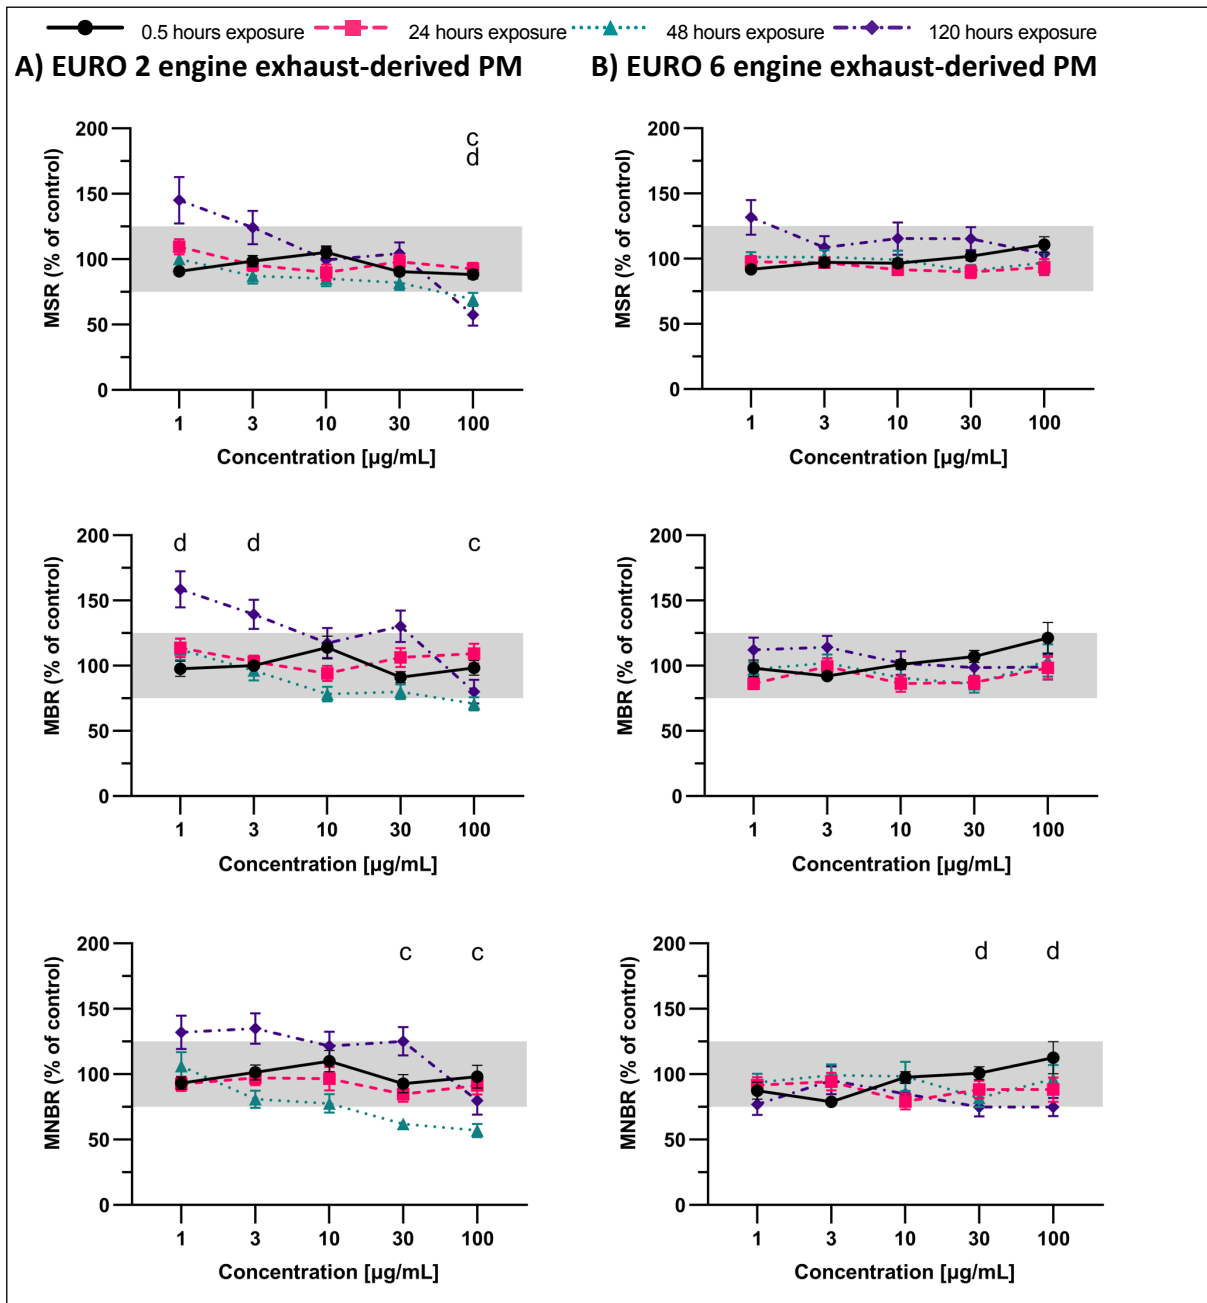 0.5 hours exposure 24 hours exposure 48 hours exposure 120 hours exposure
A) EURO 2 engine exhaust-derived PM
B) EURO 6 engine exhaust-derived PM
MSR (% of control)
200
150
100
50
0
c
d
1 3 10 30 100
Concentration [µg/mL]
MSR (% of control)
200
150
100
50
0
1 3 10 30 100
Concentration [µg/mL]
MBR (% of control)
200
150
100
50
0
d d c
1 3 10 30 100
Concentration [µg/mL]
MBR (% of control)
200
150
100
50
0
1 3 10 30 100
Concentration [µg/mL]
MNBR (% of control)
200
150
100
50
0
c c
1 3 10 30 100
Concentration [µg/mL]
MNBR (% of control)
200
150
100
50
0
d d
1 3 10 30 100
Concentration [µg/mL]